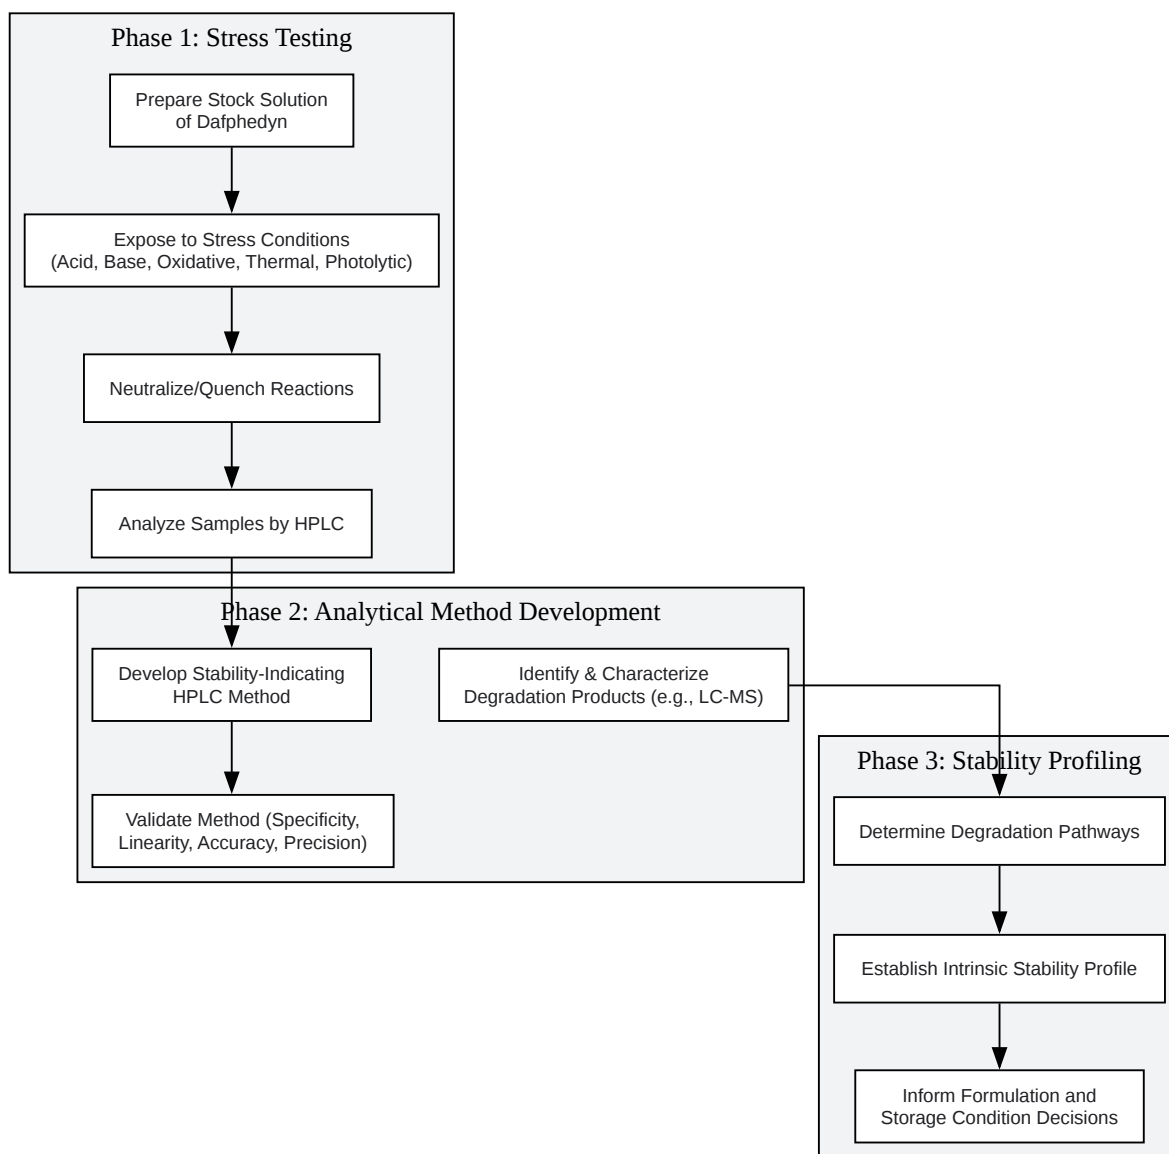 Phase 1: Stress Testing
Prepare Stock Solution
of Dafphedyn
Expose to Stress Conditions
(Acid, Base, Oxidative, Thermal, Photolytic)
Neutralize/Quench Reactions
Analyze Samples by HPLC
Phase 2: Analytical Method Development
Develop Stability-Indicating
HPLC Method
Identify & Characterize
Degradation Products (e.g., LC-MS)
Validate Method (Specificity,
Linearity, Accuracy, Precision)
Phase 3: Stability Profiling
Determine Degradation Pathways
Establish Intrinsic Stability Profile
Inform Formulation and
Storage Condition Decisions